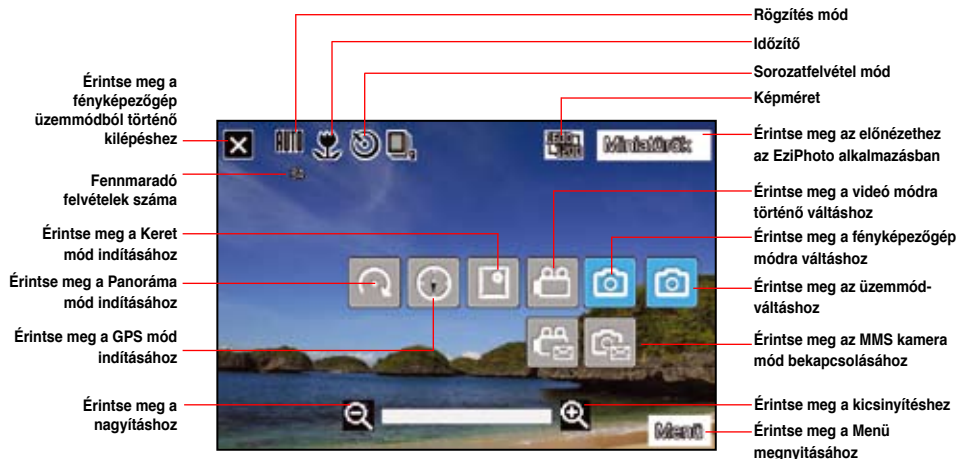 Rögzítés mód
Időzítő
Sorozatfelvétel mód
Képméret
Érintse meg az előnézethez
az EziPhoto alkalmazásban
Érintse meg a videó módra
történő váltáshoz
Érintse meg a fényképezőgép
módra váltáshoz
Érintse meg az üzemmód-
váltáshoz
Érintse meg az MMS kamera
mód bekapcsolásához
Érintse meg a kicsinyítéshez
Érintse meg a Menü
megnyitásához
Érintse meg a
fényképezőgép
üzemmódból történő
kilépéshez
Fennmaradó
felvételek száma
Érintse meg a Keret
mód indításához
Érintse meg a Panoráma
mód indításához
Érintse meg a GPS mód
indításához
Érintse meg a
nagyításhoz
AUTO
Miniatűrök
Menü